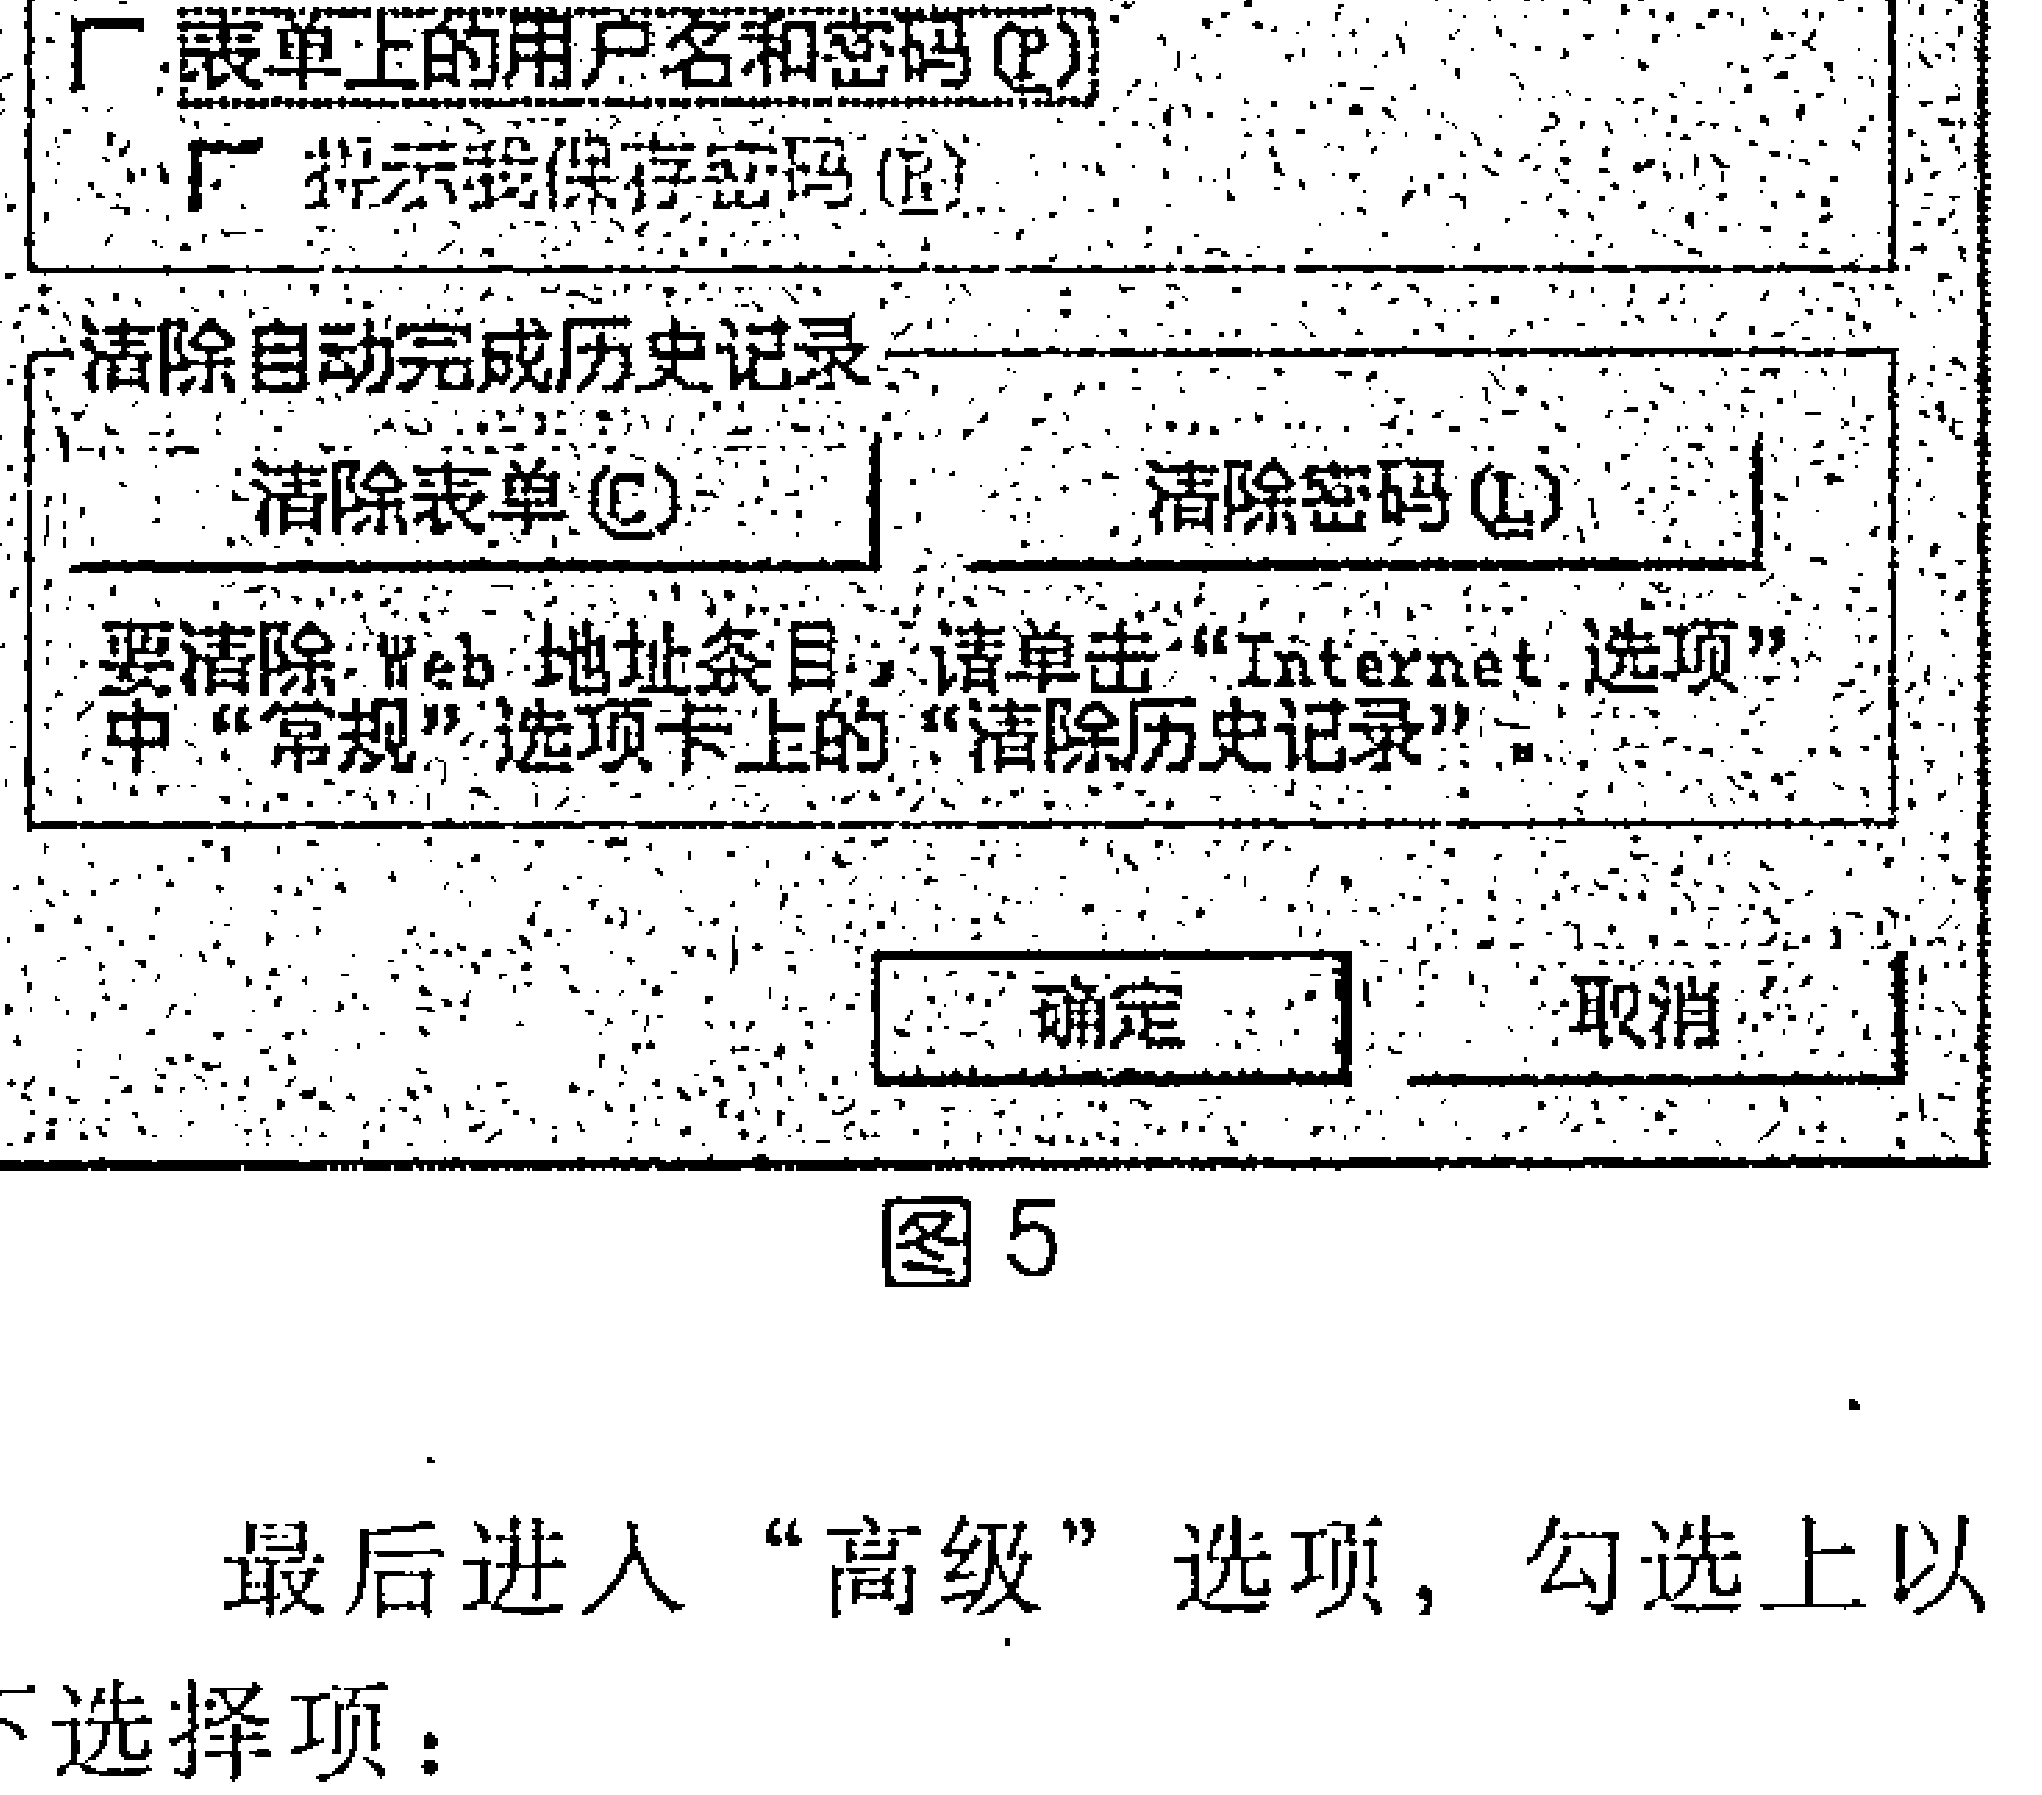 表单上的用户名和密码(P)
提示我保存密码(R)
清除自动完成历史记录
清除表单(C) 清除密码(L)
要清除 Web 地址条目，请单击“Internet 选项”
中“常规”选项卡上的“清除历史记录”。
确定 取消
图 5
最后进入“高级”选项，勾选上以
下选择项：